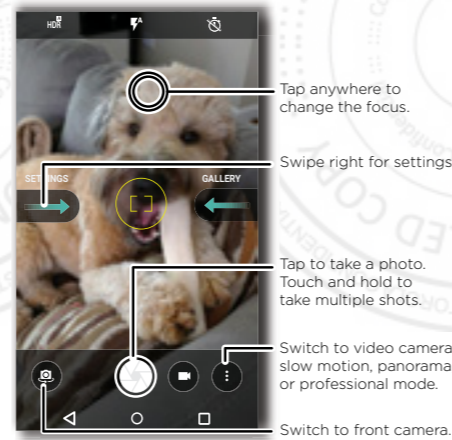 HDR
A
Tap anywhere to
change the focus.
Swipe right for settings
SETTINGS
GALLERY
Tap to take a photo.
Touch and hold to
take multiple shots.
Switch to video camera
slow motion, panorama
or professional mode.
Switch to front camera.